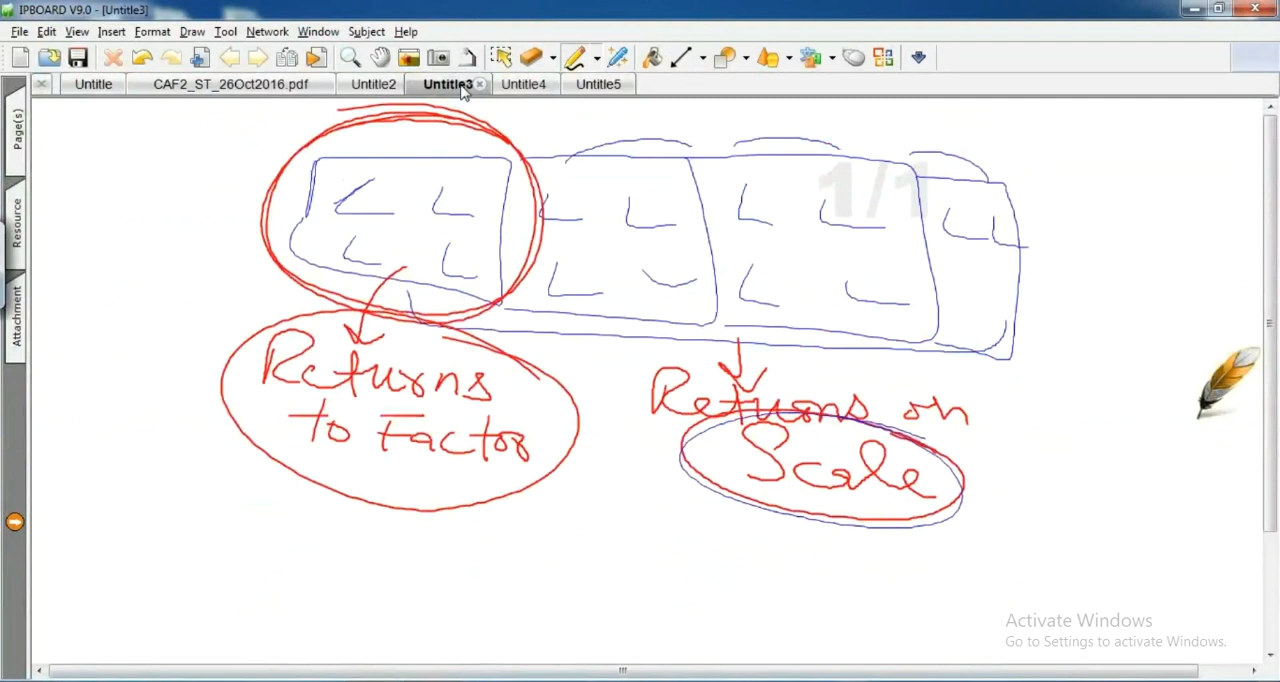 IPBOARD V9.0 - [Untitle3]
File Edit View Insert Format Draw Tool Network Window Subject Help
Untitle CAF2_ST_26Oct2016.pdf Untitle2 Untitle3 Untitle4 Untitle5
Page(s)
Resource
Attachment
1/1
L L L L L L L L
L L L L L
Returns
to Factor
Returns on
Scale
Activate Windows
Go to Settings to activate Windows.